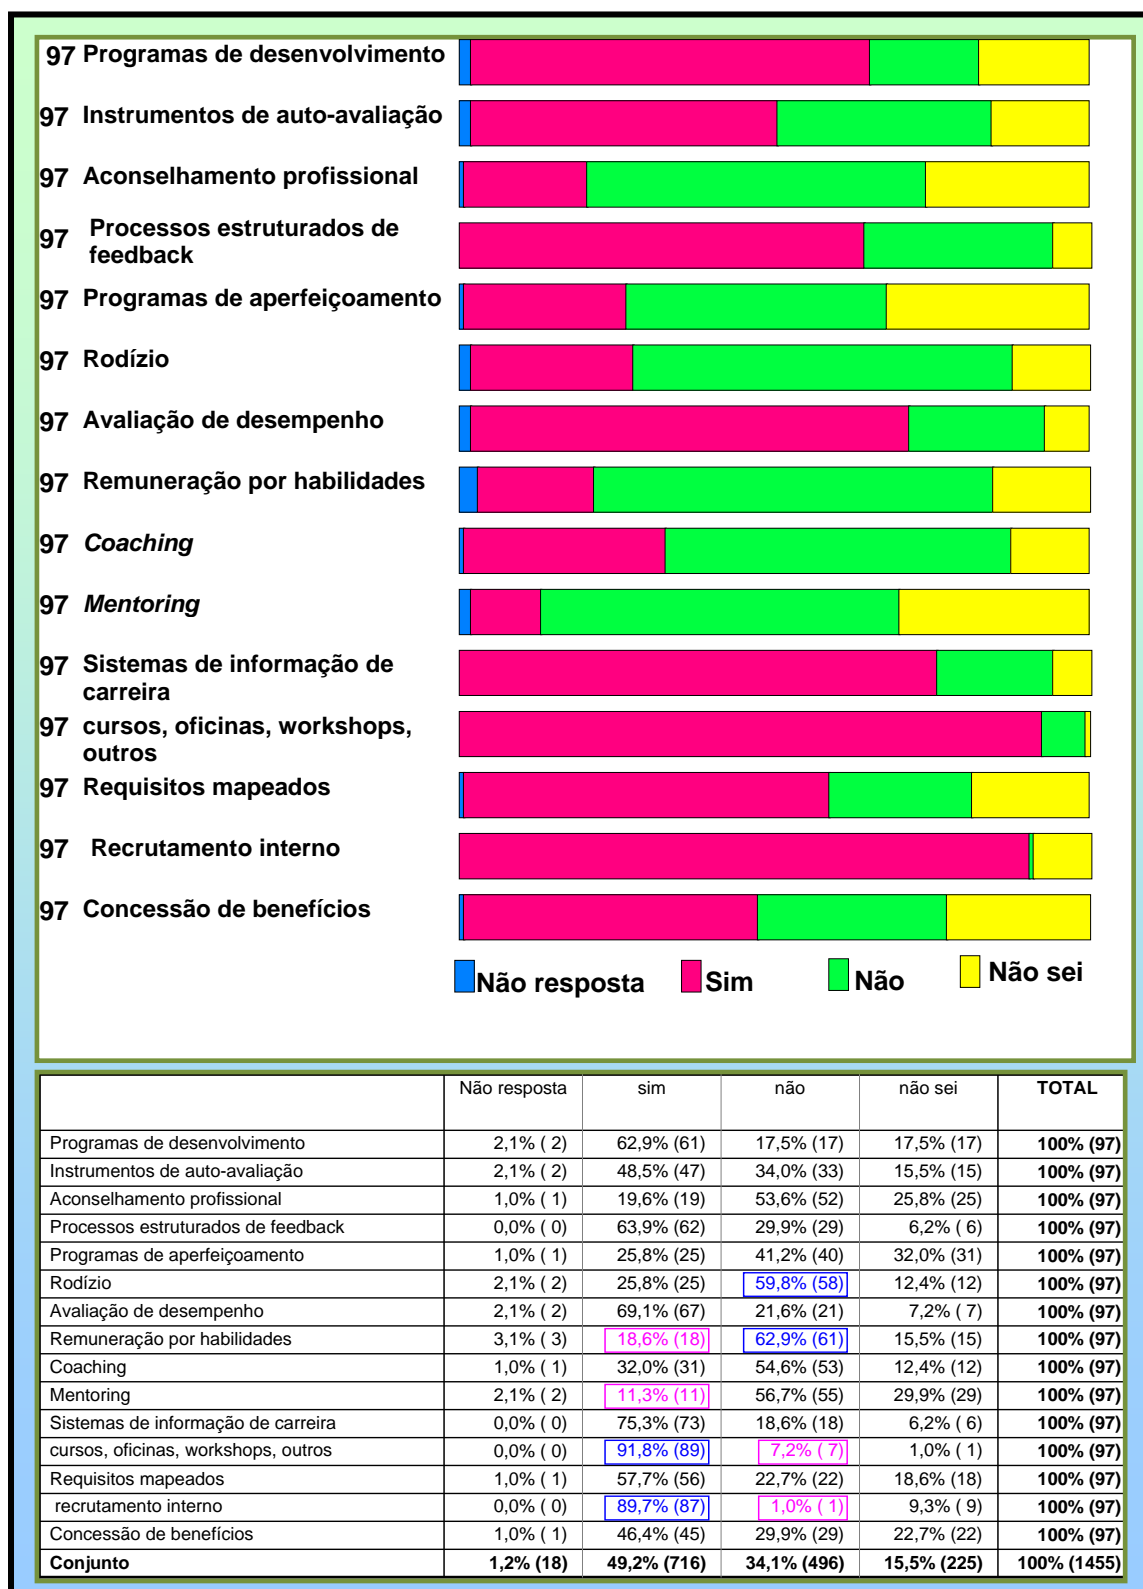 97 Programas de desenvolvimento
97 Instrumentos de auto-avaliação
97 Aconselhamento profissional
97 Processos estruturados de
feedback
97 Programas de aperfeiçoamento
97 Rodízio
97 Avaliação de desempenho
97 Remuneração por habilidades
97 Coaching
97 Mentoring
97 Sistemas de informação de
carreira
97 cursos, oficinas, workshops,
outros
97 Requisitos mapeados
97 Recrutamento interno
97 Concessão de benefícios
Não resposta Sim Não Não sei
Não resposta sim não não sei TOTAL
Programas de desenvolvimento 2,1% ( 2) 62,9% (61) 17,5% (17) 17,5% (17) 100% (97)
Instrumentos de auto-avaliação 2,1% ( 2) 48,5% (47) 34,0% (33) 15,5% (15) 100% (97)
Aconselhamento profissional 1,0% ( 1) 19,6% (19) 53,6% (52) 25,8% (25) 100% (97)
Processos estruturados de feedback 0,0% ( 0) 63,9% (62) 29,9% (29) 6,2% ( 6) 100% (97)
Programas de aperfeiçoamento 1,0% ( 1) 25,8% (25) 41,2% (40) 32,0% (31) 100% (97)
Rodízio 2,1% ( 2) 25,8% (25) 59,8% (58) 12,4% (12) 100% (97)
Avaliação de desempenho 2,1% ( 2) 69,1% (67) 21,6% (21) 7,2% ( 7) 100% (97)
Remuneração por habilidades 3,1% ( 3) 18,6% (18) 62,9% (61) 15,5% (15) 100% (97)
Coaching 1,0% ( 1) 32,0% (31) 54,6% (53) 12,4% (12) 100% (97)
Mentoring 2,1% ( 2) 11,3% (11) 56,7% (55) 29,9% (29) 100% (97)
Sistemas de informação de carreira 0,0% ( 0) 75,3% (73) 18,6% (18) 6,2% ( 6) 100% (97)
cursos, oficinas, workshops, outros 0,0% ( 0) 91,8% (89) 7,2% ( 7) 1,0% ( 1) 100% (97)
Requisitos mapeados 1,0% ( 1) 57,7% (56) 22,7% (22) 18,6% (18) 100% (97)
recrutamento interno 0,0% ( 0) 89,7% (87) 1,0% ( 1) 9,3% ( 9) 100% (97)
Concessão de benefícios 1,0% ( 1) 46,4% (45) 29,9% (29) 22,7% (22) 100% (97)
Conjunto 1,2% (18) 49,2% (716) 34,1% (496) 15,5% (225) 100% (1455)